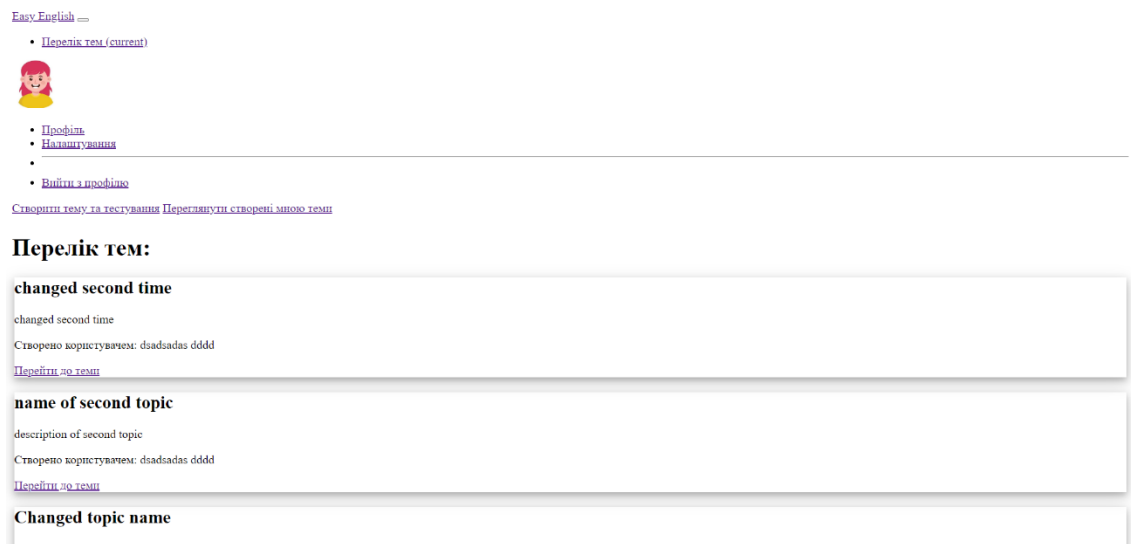 Easy English
Перелік тем (current)
Профіль
Налаштування
Вийти з профілю
Створити тему та тестування Переглянути створені мною теми
Перелік тем:
changed second time
changed second time
Створено користувачем: dsadsadas dddd
Перейти до теми
name of second topic
description of second topic
Створено користувачем: dsadsadas dddd
Перейти до теми
Changed topic name